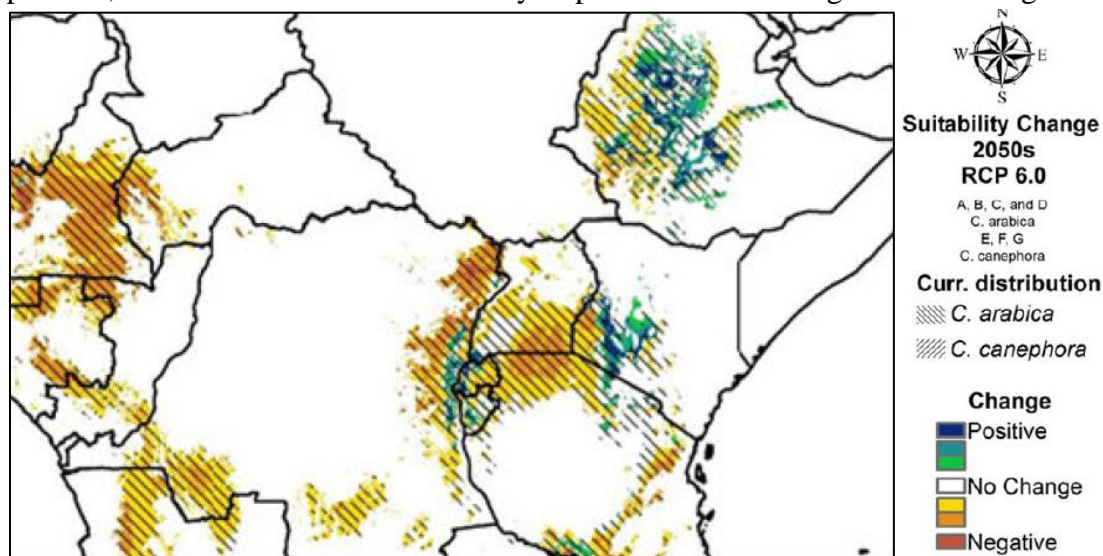 N
W E
S
Suitability Change
2050s
RCP 6.0
A, B, C, and D
C. arabica
E, F, G
C. canephora
Curr. distribution
C. arabica
C. canephora
Change
Positive
No Change
Negative